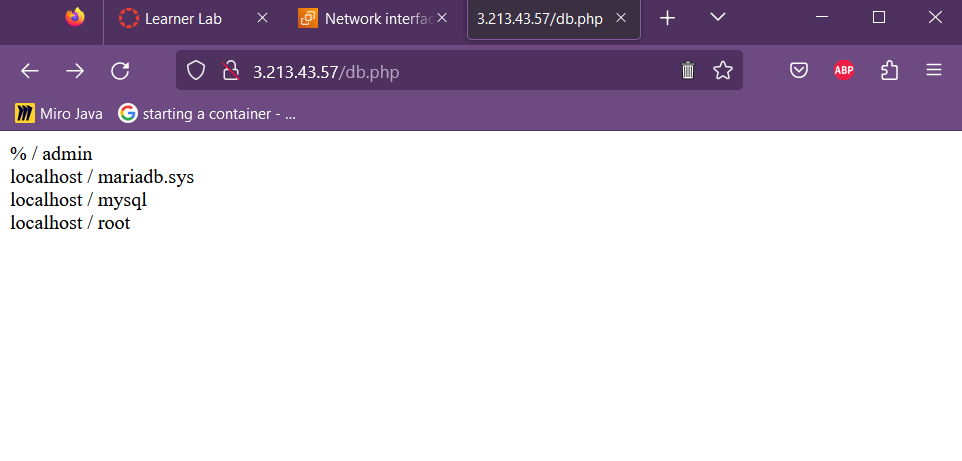 Learner Lab
Network interfac
3.213.43.57/db.php
3.213.43.57/db.php
ABP
Miro Java
starting a container - ...
% / admin
localhost / mariadb.sys
localhost / mysql
localhost / root